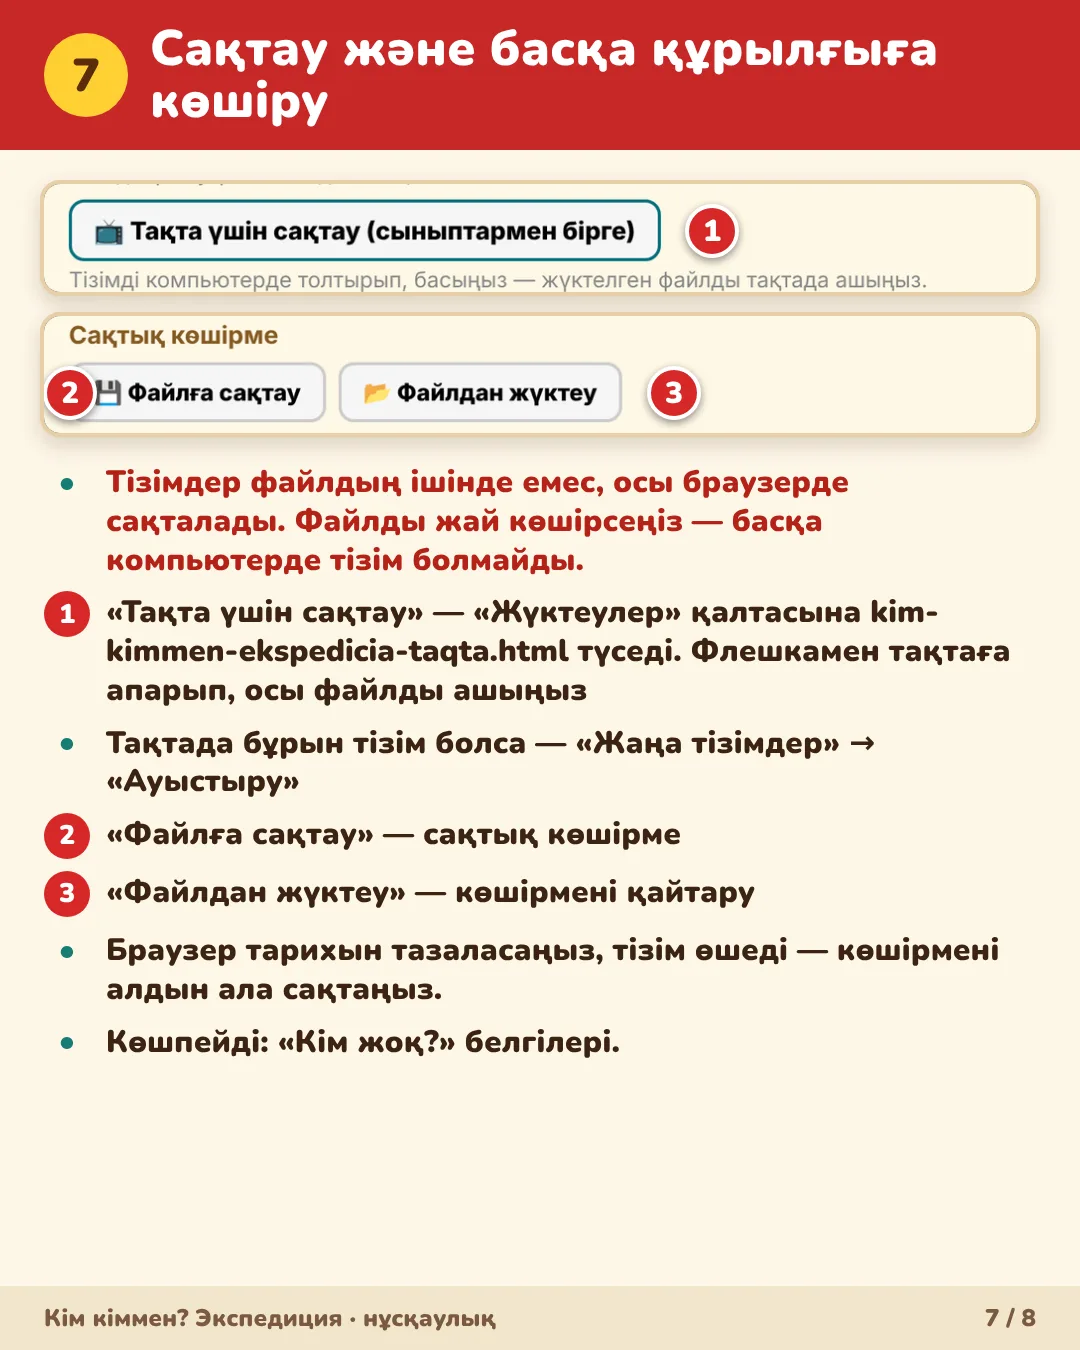 7
Сақтау және басқа құрылғыға
көшіру
📺 Тақта үшін сақтау (сыныптармен бірге)
1
Тізімді компьютерде толтырып, басыңыз — жүктелген файлды тақтада ашыңыз.
Сақтық көшірме
2 💾 Файлға сақтау 📂 Файлдан жүктеу 3
• Тізімдер файлдың ішінде емес, осы браузерде
сақталады. Файлды жай көшірсеңіз — басқа
компьютерде тізім болмайды.
1 «Тақта үшін сақтау» — «Жүктеулер» қалтасына kim-
kimmen-ekspedicia-taqta.html түседі. Флешкамен тақтаға
апарып, осы файлды ашыңыз
• Тақтада бұрын тізім болса — «Жаңа тізімдер» →
«Ауыстыру»
2 «Файлға сақтау» — сақтық көшірме
3 «Файлдан жүктеу» — көшірмені қайтару
• Браузер тарихын тазаласаңыз, тізім өшеді — көшірмені
алдын ала сақтаңыз.
• Көшпейді: «Кім жоқ?» белгілері.
Кім кіммен? Экспедиция · нұсқаулық
7 / 8